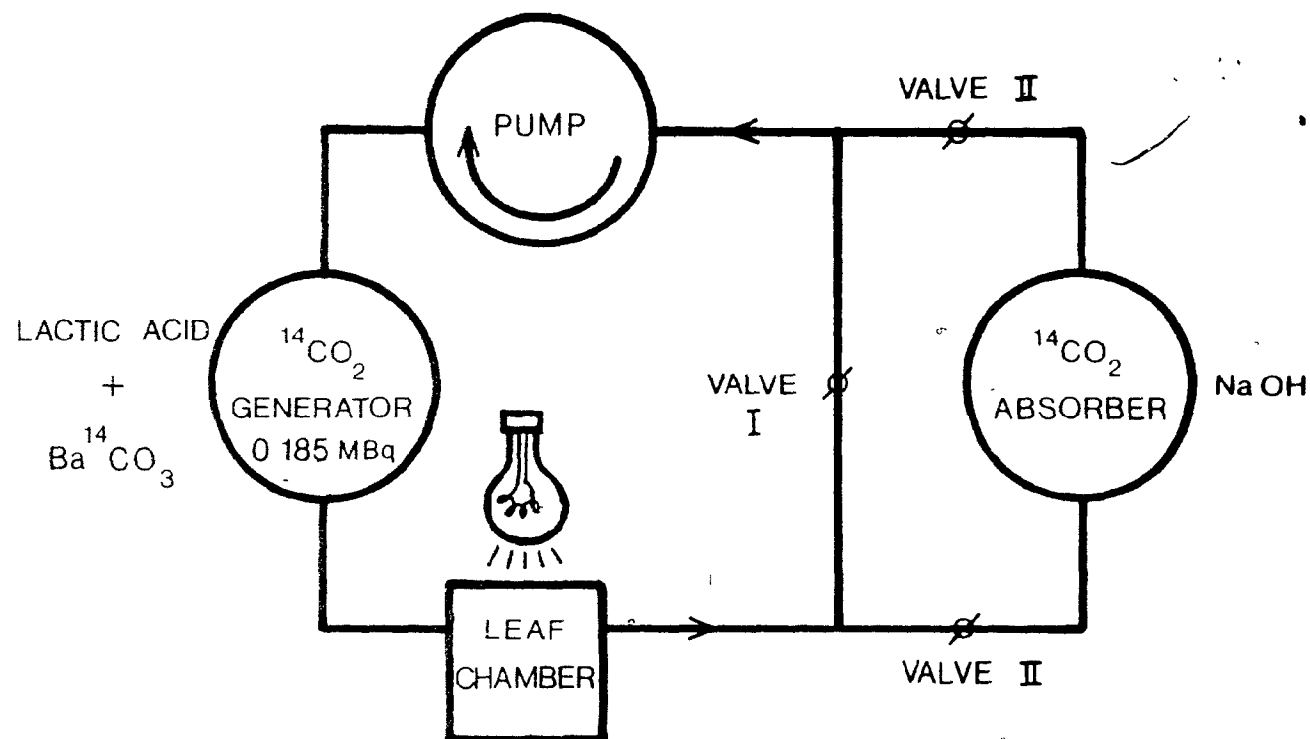 VALVE II
PUMP
LACTIC ACID
+
Ba¹⁴CO₃
¹⁴CO₂
GENERATOR
0 185 MBq
VALVE
I
¹⁴CO₂
ABSORBER
Na OH
LEAF
CHAMBER
VALVE II